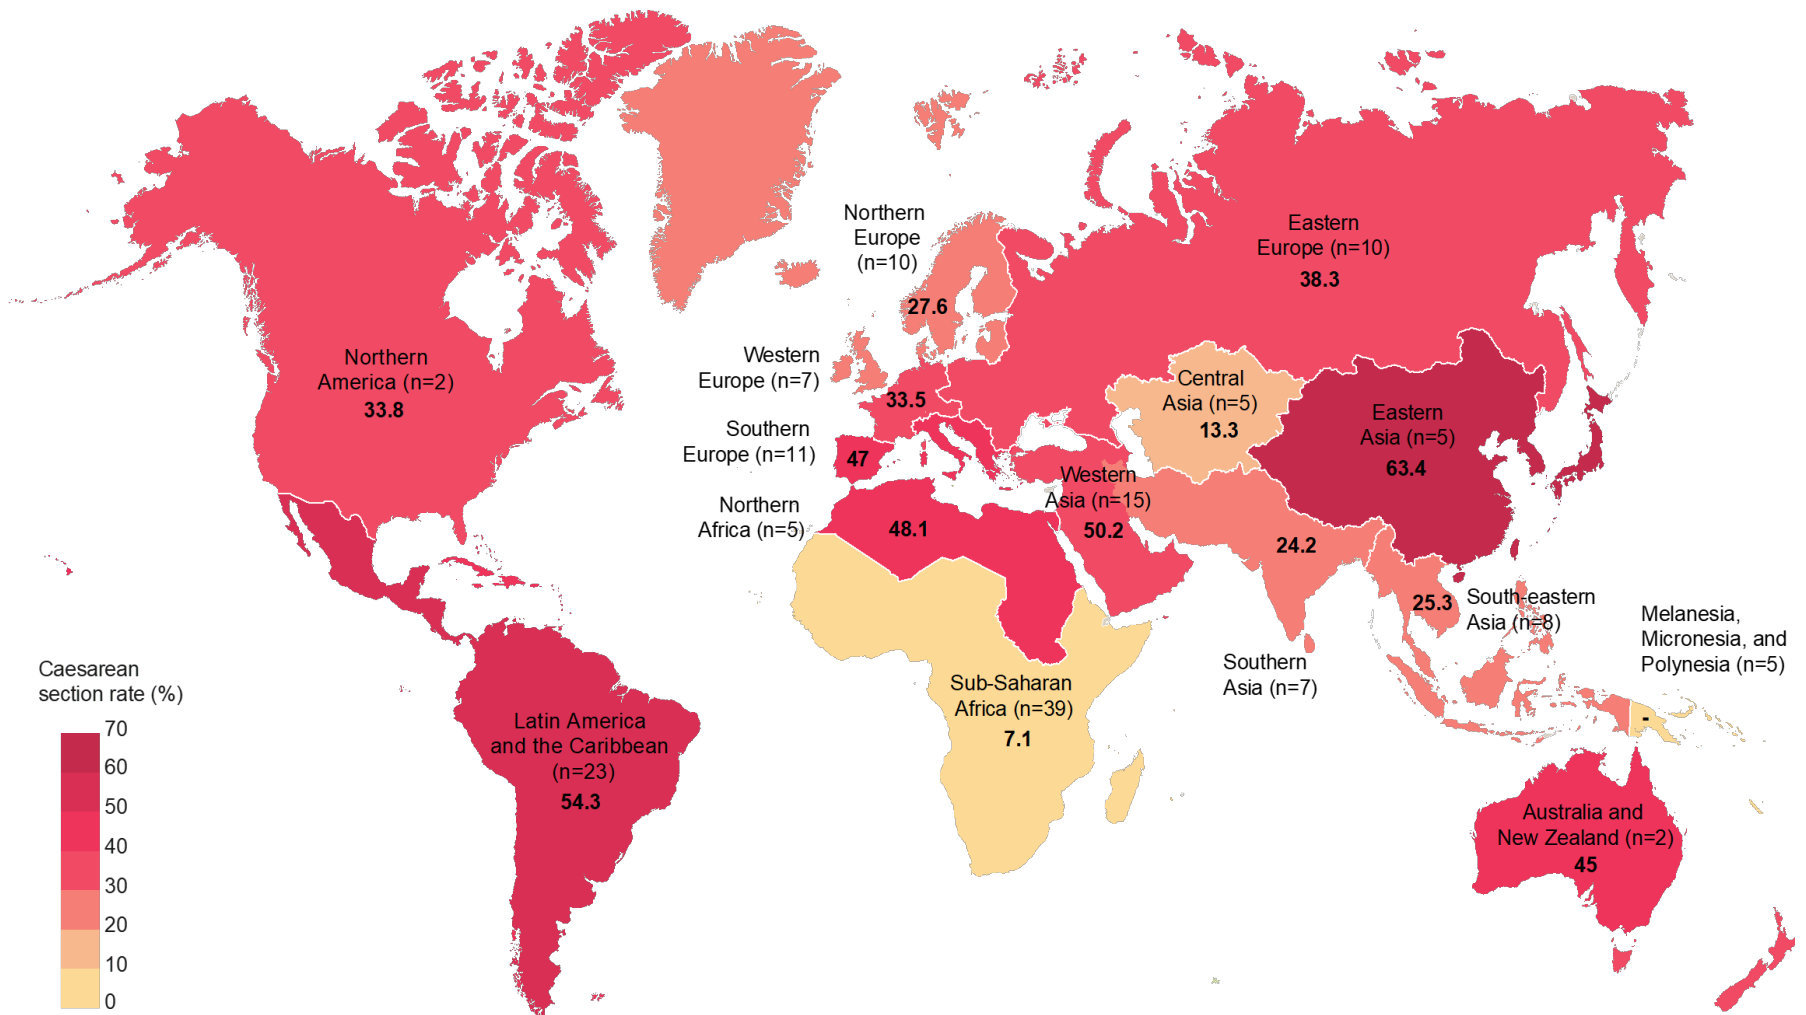 Northern
Europe
(n=10)
27.6
Eastern
Europe (n=10)
38.3
Northern
America (n=2)
33.8
Western
Europe (n=7)
33.5
Central
Asia (n=5)
13.3
Eastern
Asia (n=5)
63.4
Southern
Europe (n=11)
47
Western
Asia (n=15)
50.2
Northern
Africa (n=5)
48.1
24.2
Southern
Asia (n=7)
25.3
South-eastern
Asia (n=8)
Melanesia,
Micronesia, and
Polynesia (n=5)
-
Sub-Saharan
Africa (n=39)
7.1
Latin America
and the Caribbean
(n=23)
54.3
Australia and
New Zealand (n=2)
45
Caesarean
section rate (%)
70
60
50
40
30
20
10
0